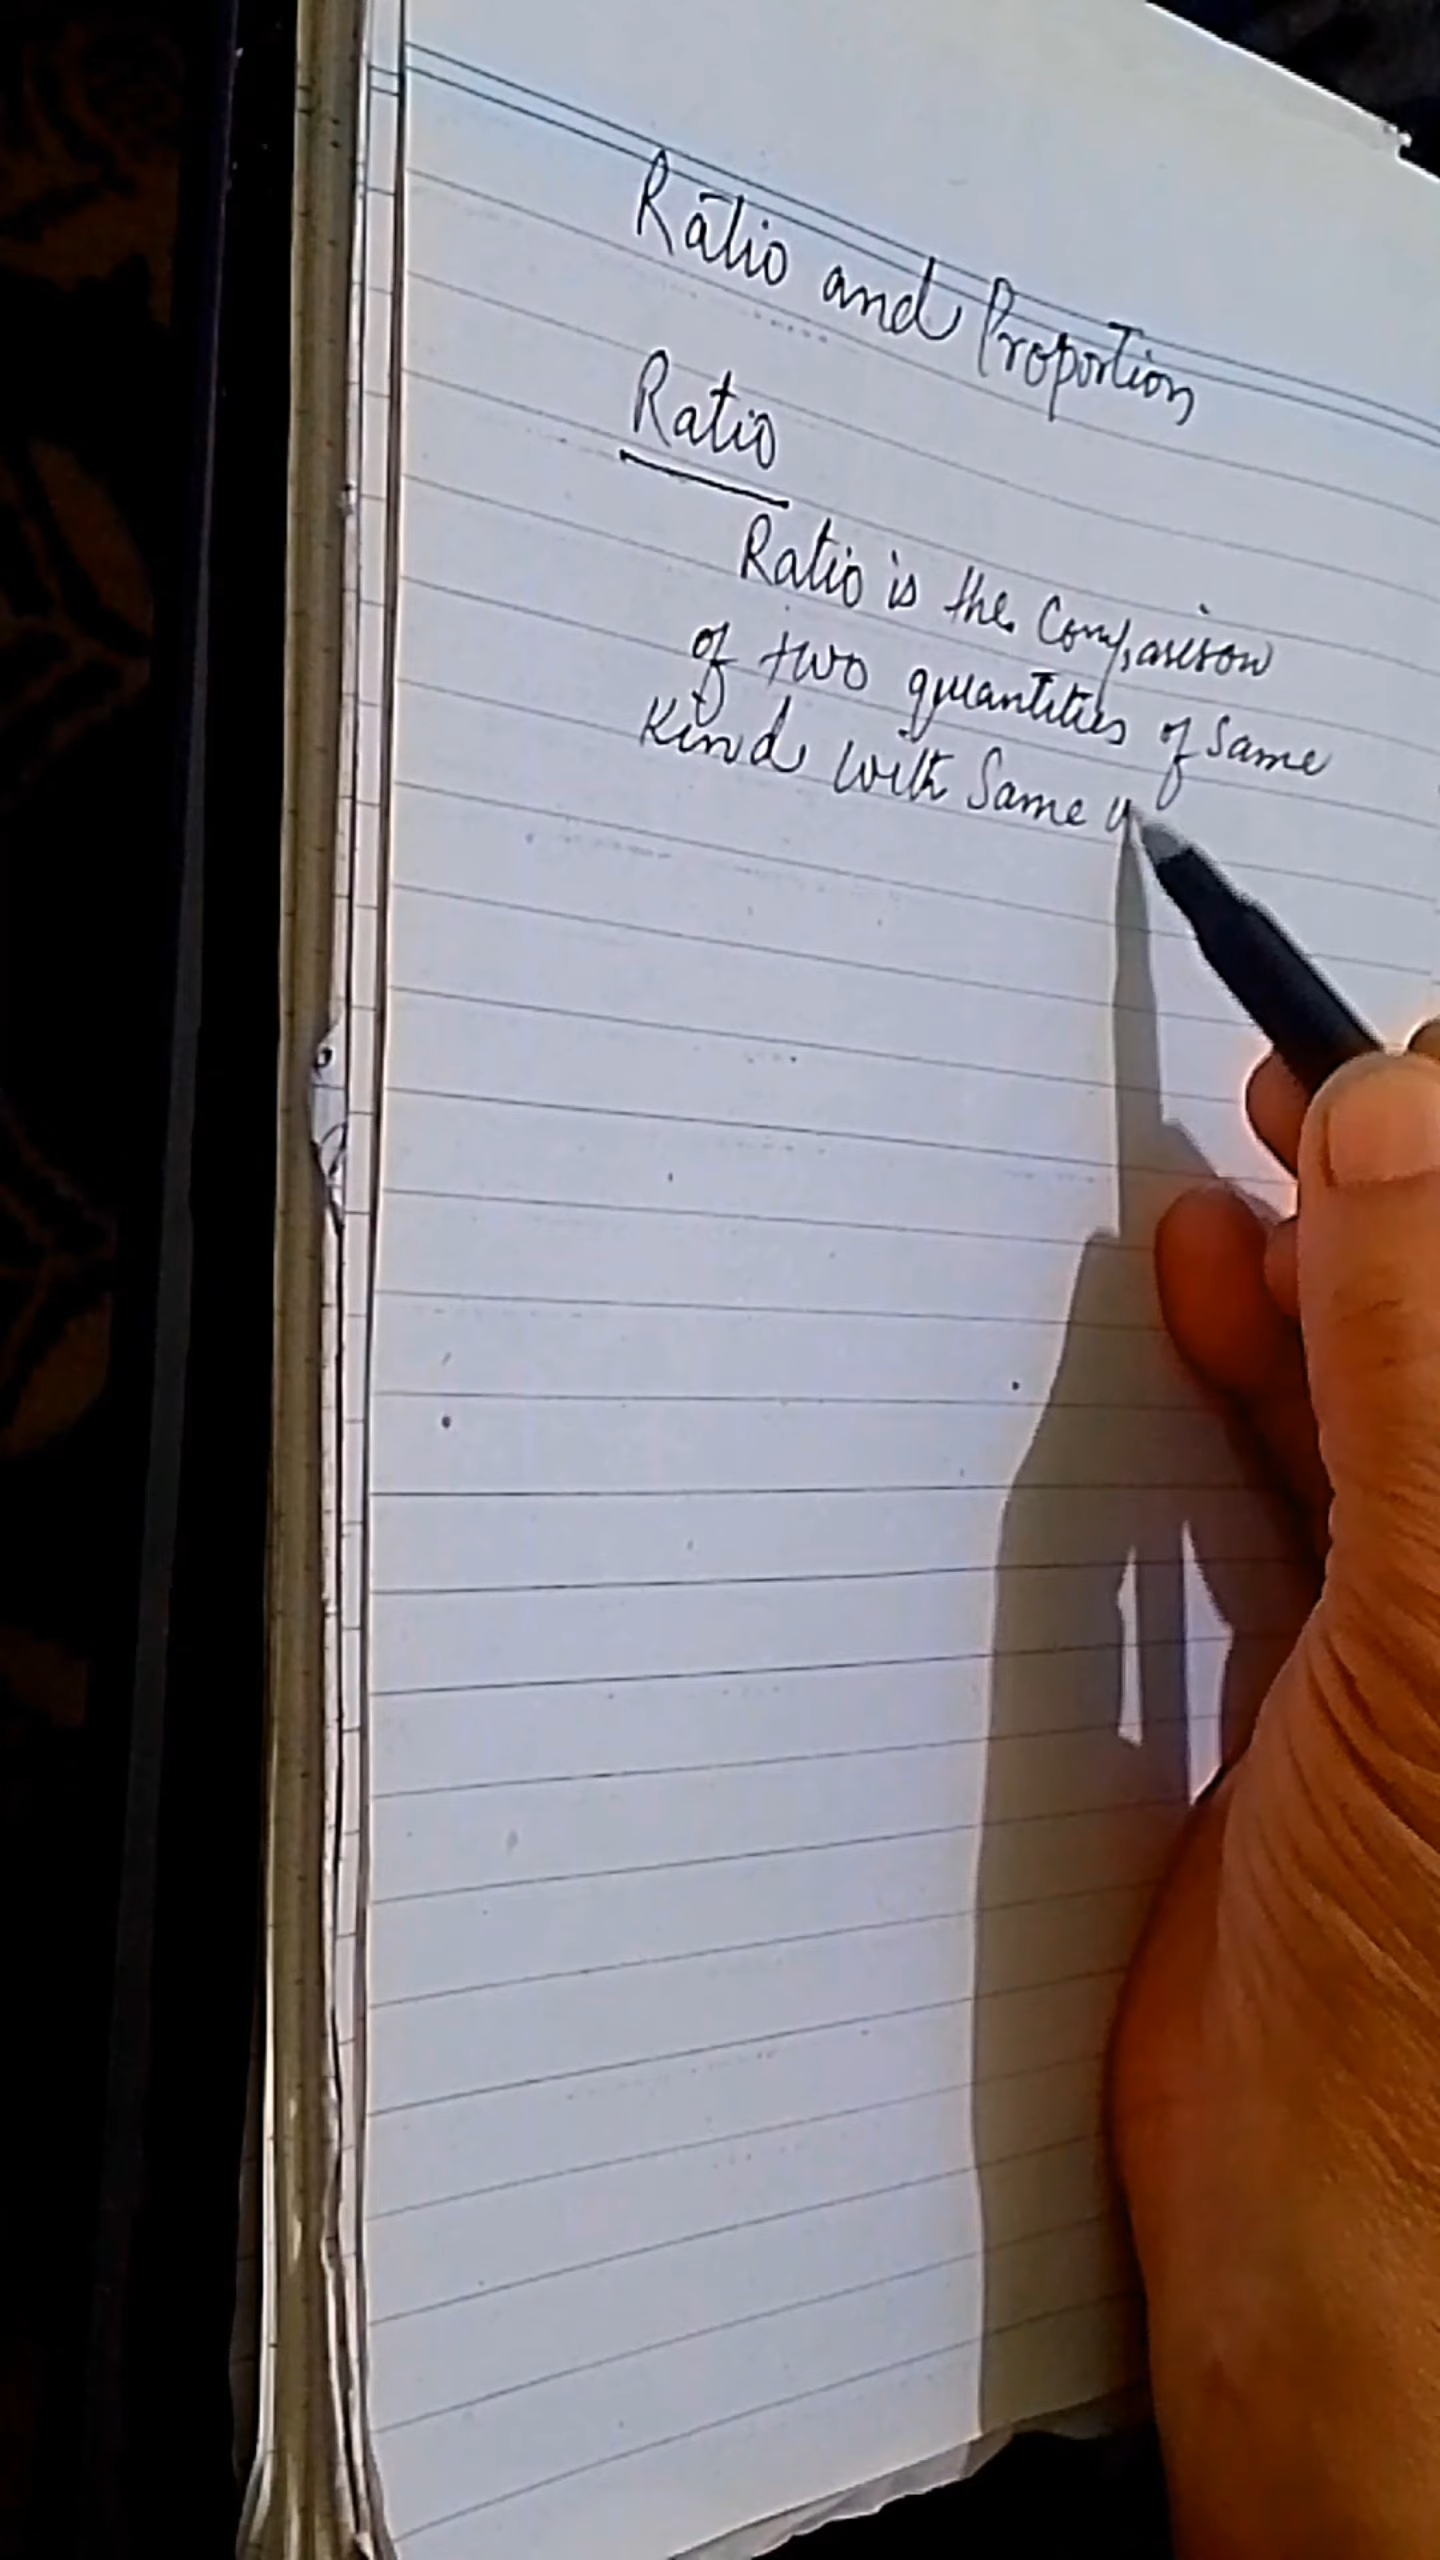 Ratio and Proportion
Ratio
Ratio is the Comparison
of two quantities of Same
Kind with Same u